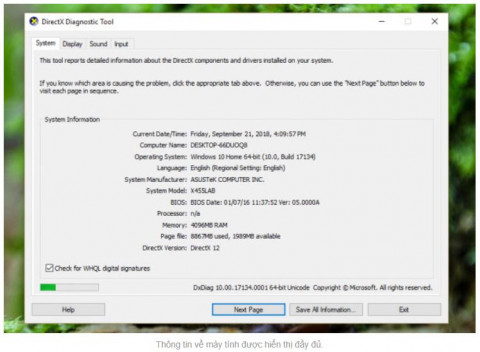 DirectX Diagnostic Tool
System Display Sound Input
This tool reports detailed information about the DirectX components and drivers installed on your system.
If you know which area is causing the problem, click the appropriate tab above. Otherwise, you can use the "Next Page" button below to
visit each page in sequence.
System Information
Current Date/Time: Friday, September 21, 2018, 4:09:57 PM
Computer Name: DESKTOP-66DUOQ8
Operating System: Windows 10 Home 64-bit (10.0, Build 17134)
Language: English (Regional Setting: English)
System Manufacturer: ASUSTeK COMPUTER INC.
System Model: X455LAB
BIOS: BIOS Date: 01/07/16 11:37:52 Ver: 05.0000A
Processor: n/a
Memory: 4096MB RAM
Page file: 8867MB used, 1989MB available
DirectX Version: DirectX 12
Check for WHQL digital signatures
DxDiag 10.00.17134.0001 64-bit Unicode Copyright © Microsoft. All rights reserved.
Help Next Page Save All Information... Exit
Thông tin về máy tính được hiển thị đầy đủ.